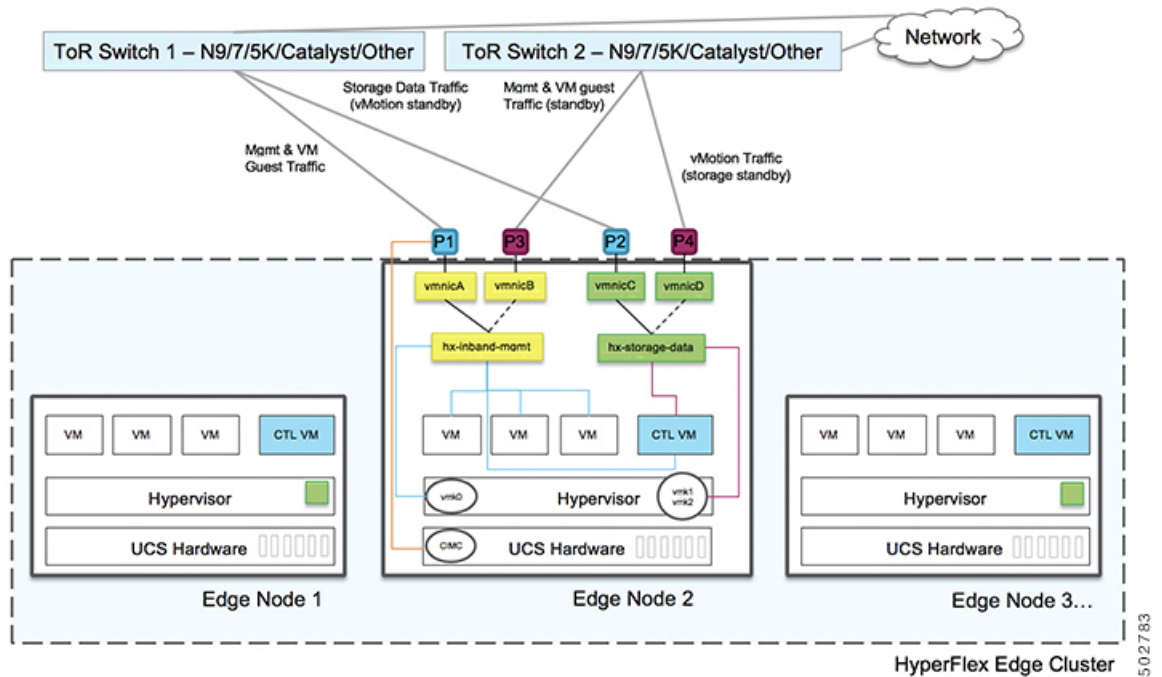 Network
ToR Switch 1 – N9/7/5K/Catalyst/Other
ToR Switch 2 – N9/7/5K/Catalyst/Other
Storage Data Traffic
(vMotion standby)
Mgmt & VM guest
Traffic (standby)
Mgmt & VM
Guest Traffic
vMotion Traffic
(storage standby)
P1
P3
P2
P4
vmnicA
vmnicB
vmnicC
vmnicD
hx-inband-mgmt
hx-storage-data
VM
VM
VM
CTL VM
Hypervisor
UCS Hardware
Edge Node 1
VM
VM
VM
CTL VM
vmk0
Hypervisor
vmk1
vmk2
CIMC
UCS Hardware
Edge Node 2
VM
VM
VM
CTL VM
Hypervisor
UCS Hardware
Edge Node 3...
HyperFlex Edge Cluster
502783